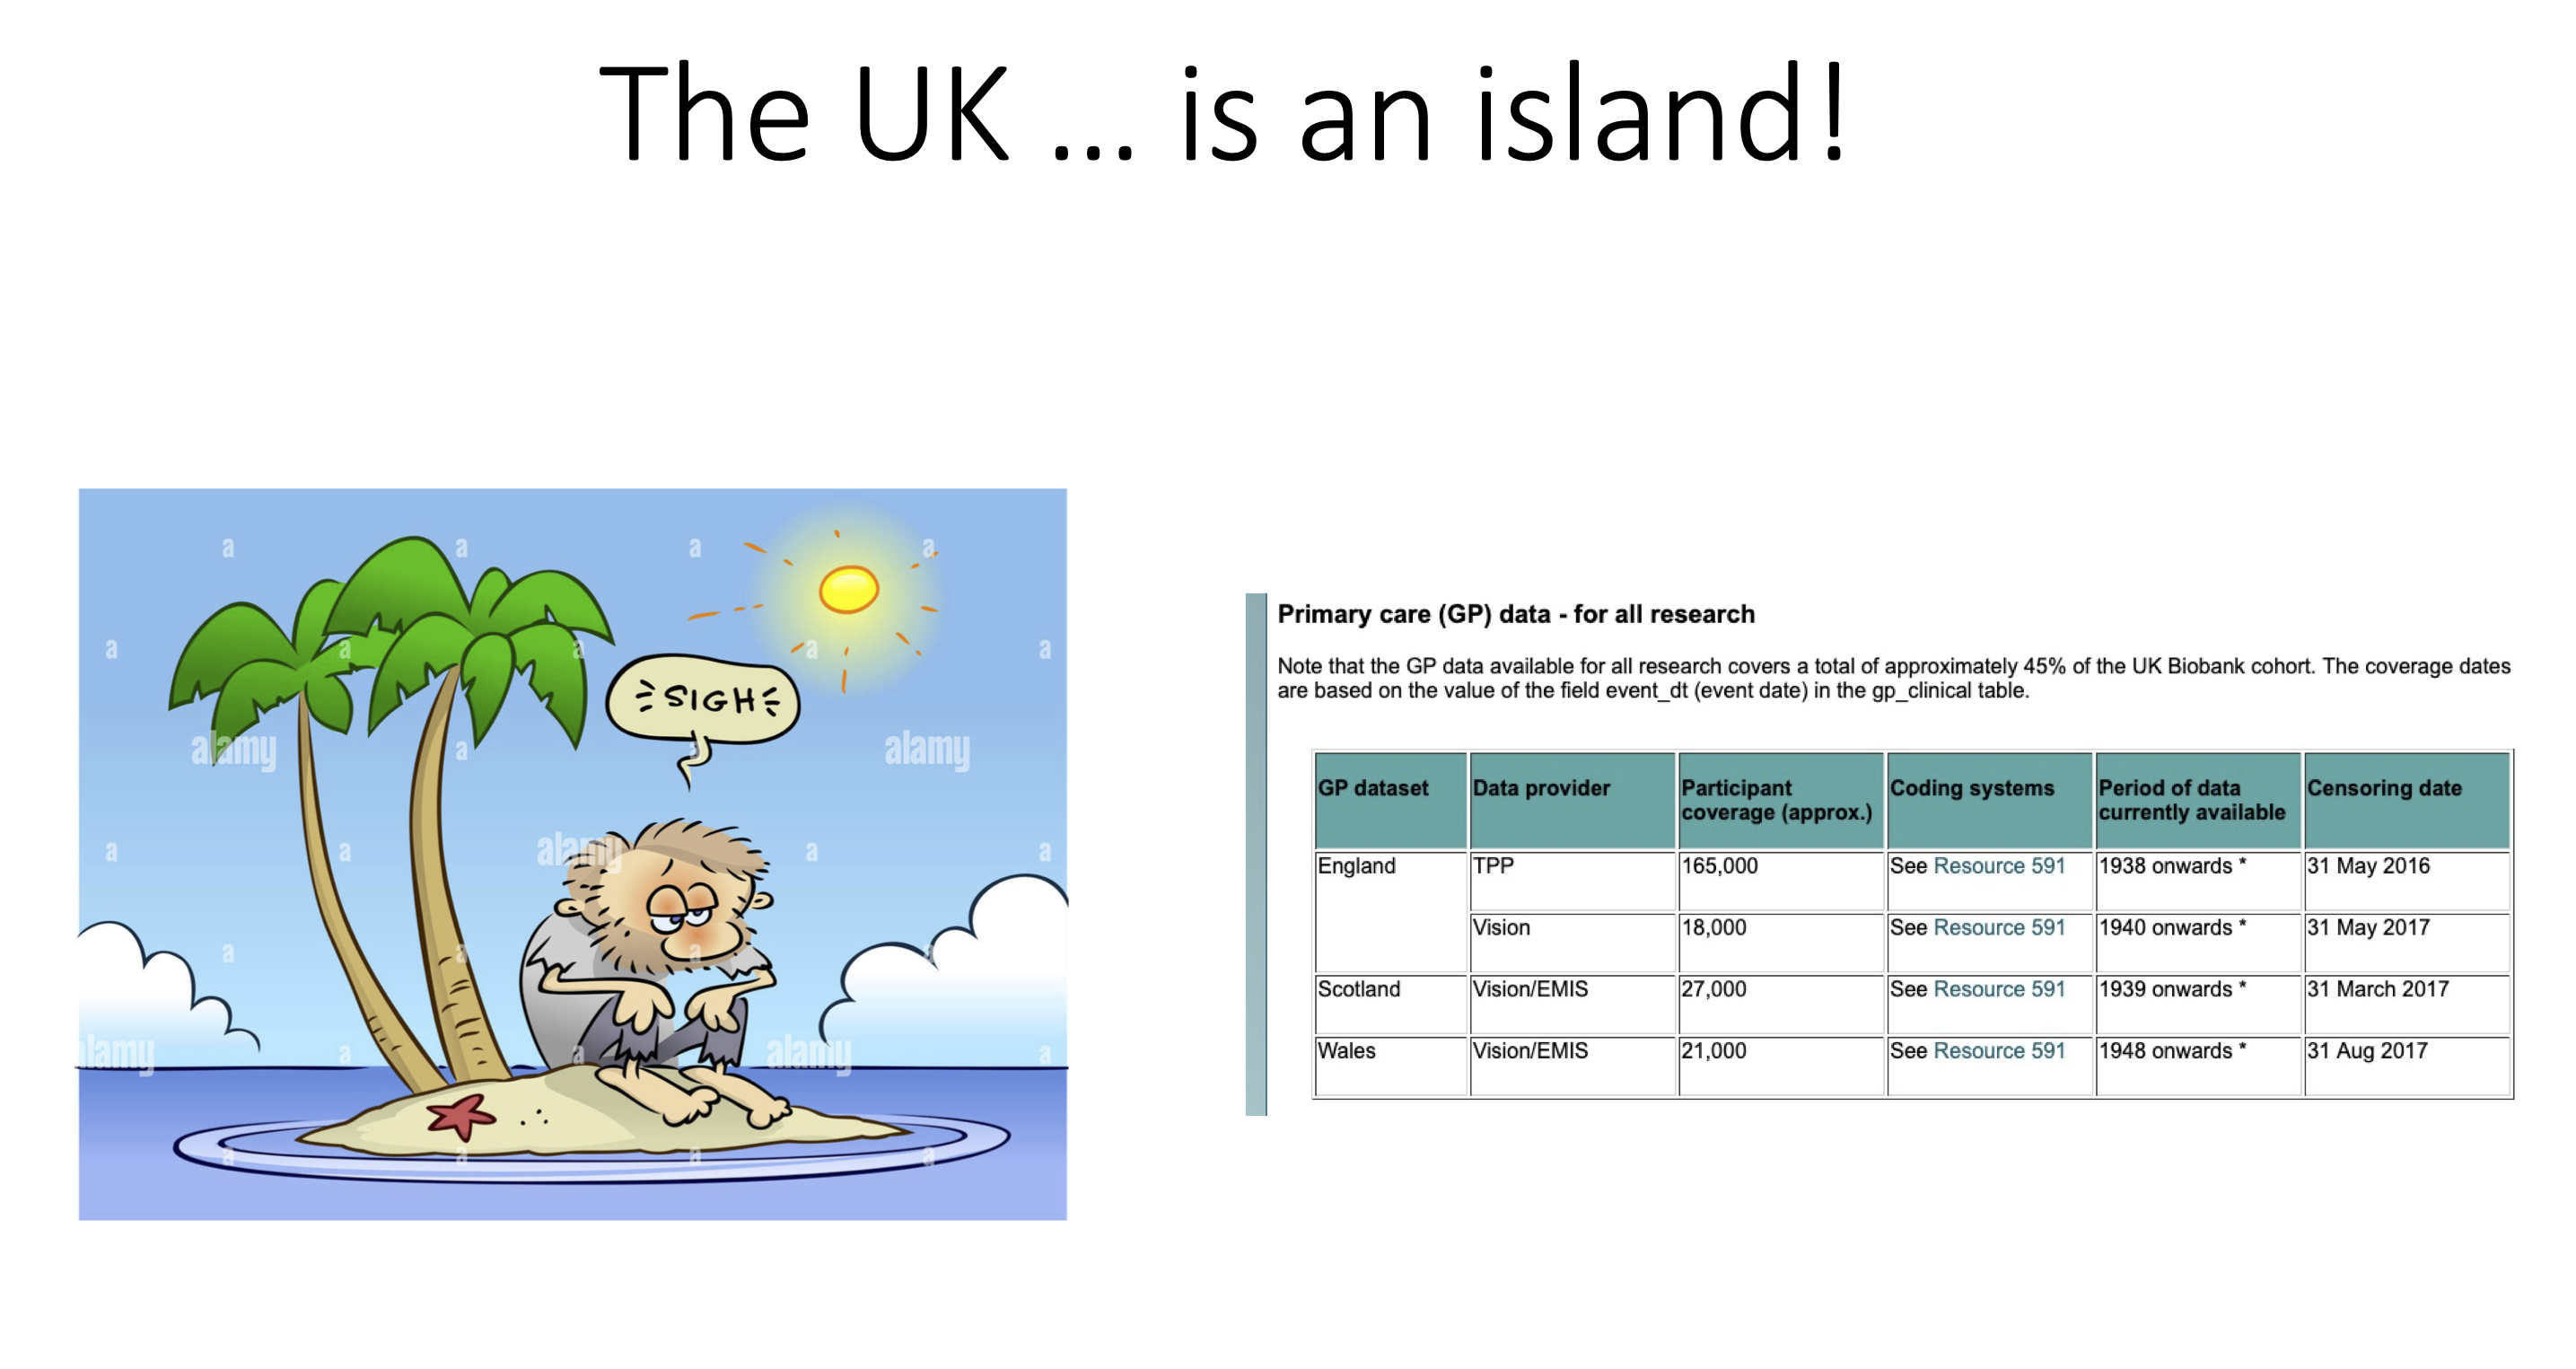 The UK ... is an island!
SIGH
alamy
alamy
alamy
alamy
alamy
Primary care (GP) data - for all research
Note that the GP data available for all research covers a total of approximately 45% of the UK Biobank cohort. The coverage dates
are based on the value of the field event_dt (event date) in the gp_clinical table.
GP dataset Data provider Participant coverage (approx.) Coding systems Period of data currently available Censoring date
England TPP 165,000 See Resource 591 1938 onwards * 31 May 2016
Vision 18,000 See Resource 591 1940 onwards * 31 May 2017
Scotland Vision/EMIS 27,000 See Resource 591 1939 onwards * 31 March 2017
Wales Vision/EMIS 21,000 See Resource 591 1948 onwards * 31 Aug 2017